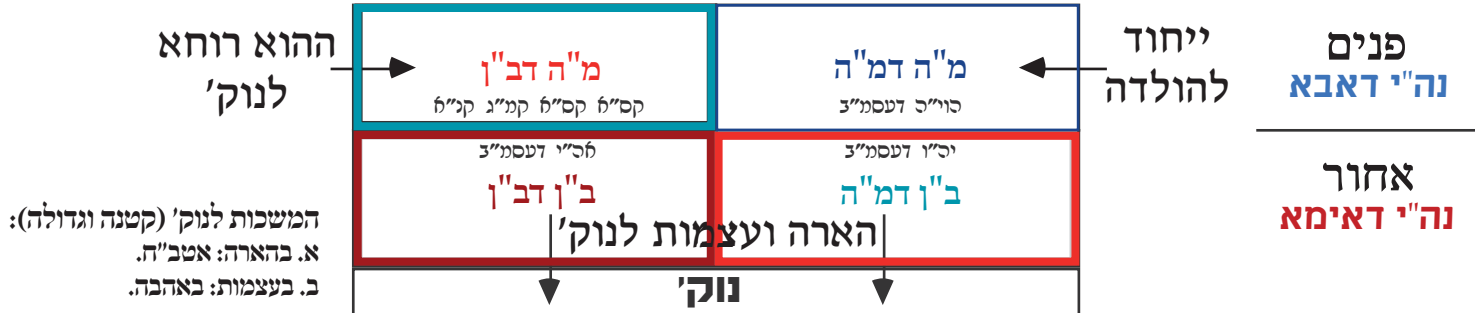 פנים
נה"י דאבא
אחור
נה"י דאימא
ייחוד
להולדה
מ"ה דמ"ה
הוי"ה דעסמ"ב
מ"ה דב"ן
קס"א קס"א קמ"ג קנ"א
ההוא רוחא
לנוק'
יה"ו דעסמ"ב
ב"ן דמ"ה
אה"י דעסמ"ב
ב"ן דב"ן
הארה ועצמות לנוק'
נוק'
המשכות לנוק' (קטנה וגדולה):
א. בהארה: אטב"ח.
ב. בעצמות: באהבה.